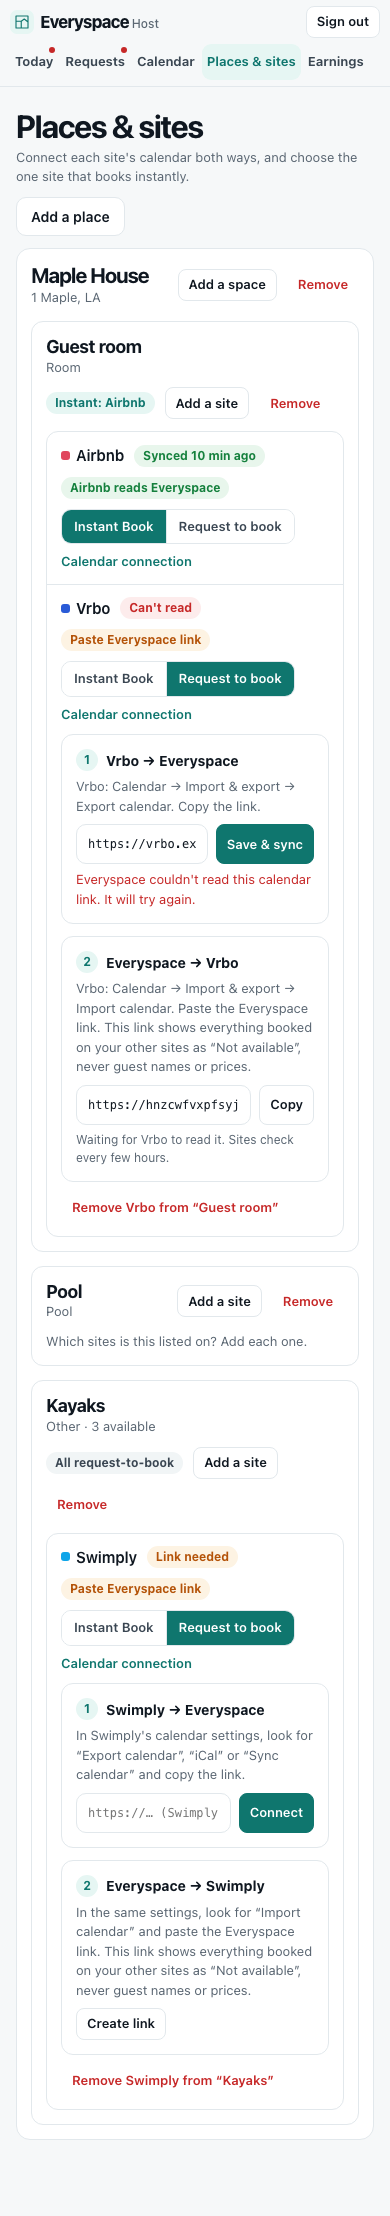 Everyspace Host
Sign out
Today
Requests
Calendar
Places & sites
Earnings
Places & sites
Connect each site's calendar both ways, and choose the
one site that books instantly.
Add a place
Maple House
1 Maple, LA
Add a space
Remove
Guest room
Room
Instant: Airbnb
Add a site
Remove
Airbnb
Synced 10 min ago
Airbnb reads Everyspace
Instant Book
Request to book
Calendar connection
Vrbo
Can't read
Paste Everyspace link
Instant Book
Request to book
Calendar connection
1
Vrbo → Everyspace
Vrbo: Calendar → Import & export →
Export calendar. Copy the link.
https://vrbo.ex
Save & sync
Everyspace couldn't read this calendar
link. It will try again.
2
Everyspace → Vrbo
Vrbo: Calendar → Import & export →
Import calendar. Paste the Everyspace
link. This link shows everything booked
on your other sites as “Not available”,
never guest names or prices.
https://hnzcwfvxpfsyj
Copy
Waiting for Vrbo to read it. Sites check
every few hours.
Remove Vrbo from “Guest room”
Pool
Pool
Add a site
Remove
Which sites is this listed on? Add each one.
Kayaks
Other · 3 available
All request-to-book
Add a site
Remove
Swimply
Link needed
Paste Everyspace link
Instant Book
Request to book
Calendar connection
1
Swimply → Everyspace
In Swimply's calendar settings, look for
“Export calendar”, “iCal” or “Sync
calendar” and copy the link.
https://… (Swimply
Connect
2
Everyspace → Swimply
In the same settings, look for “Import
calendar” and paste the Everyspace
link. This link shows everything booked
on your other sites as “Not available”,
never guest names or prices.
Create link
Remove Swimply from “Kayaks”